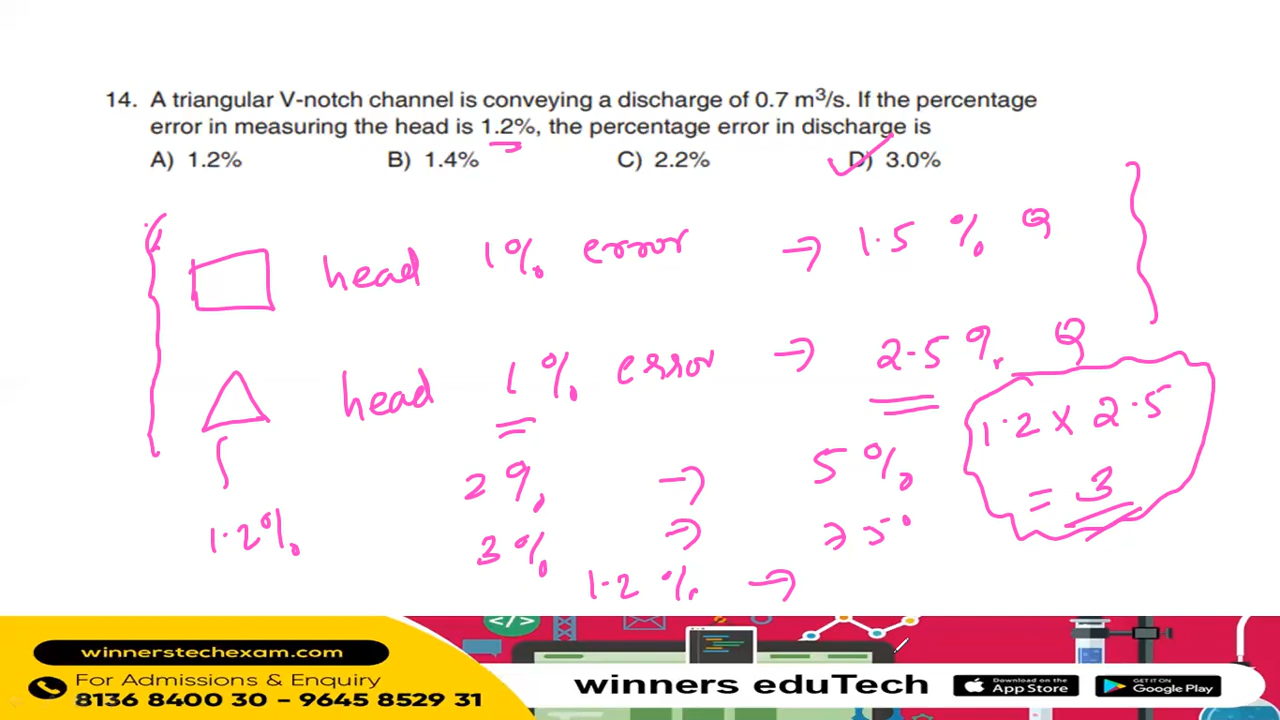 14. A triangular V-notch channel is conveying a discharge of 0.7 m³/s. If the percentage
error in measuring the head is 1.2%, the percentage error in discharge is
A) 1.2% B) 1.4% C) 2.2% D) 3.0%
head 1% error → 1.5 % Q
head 1% error → 2.5 % Q
1.2 x 2.5
= 3
2 % → 5 %
1.2% 3 % →
1.2 % →
winnerstechexam.com
For Admissions & Enquiry
8136 8400 30 - 9645 8529 31
</>
winners eduTech
Download on the
App Store
GET IT ON
Google Play